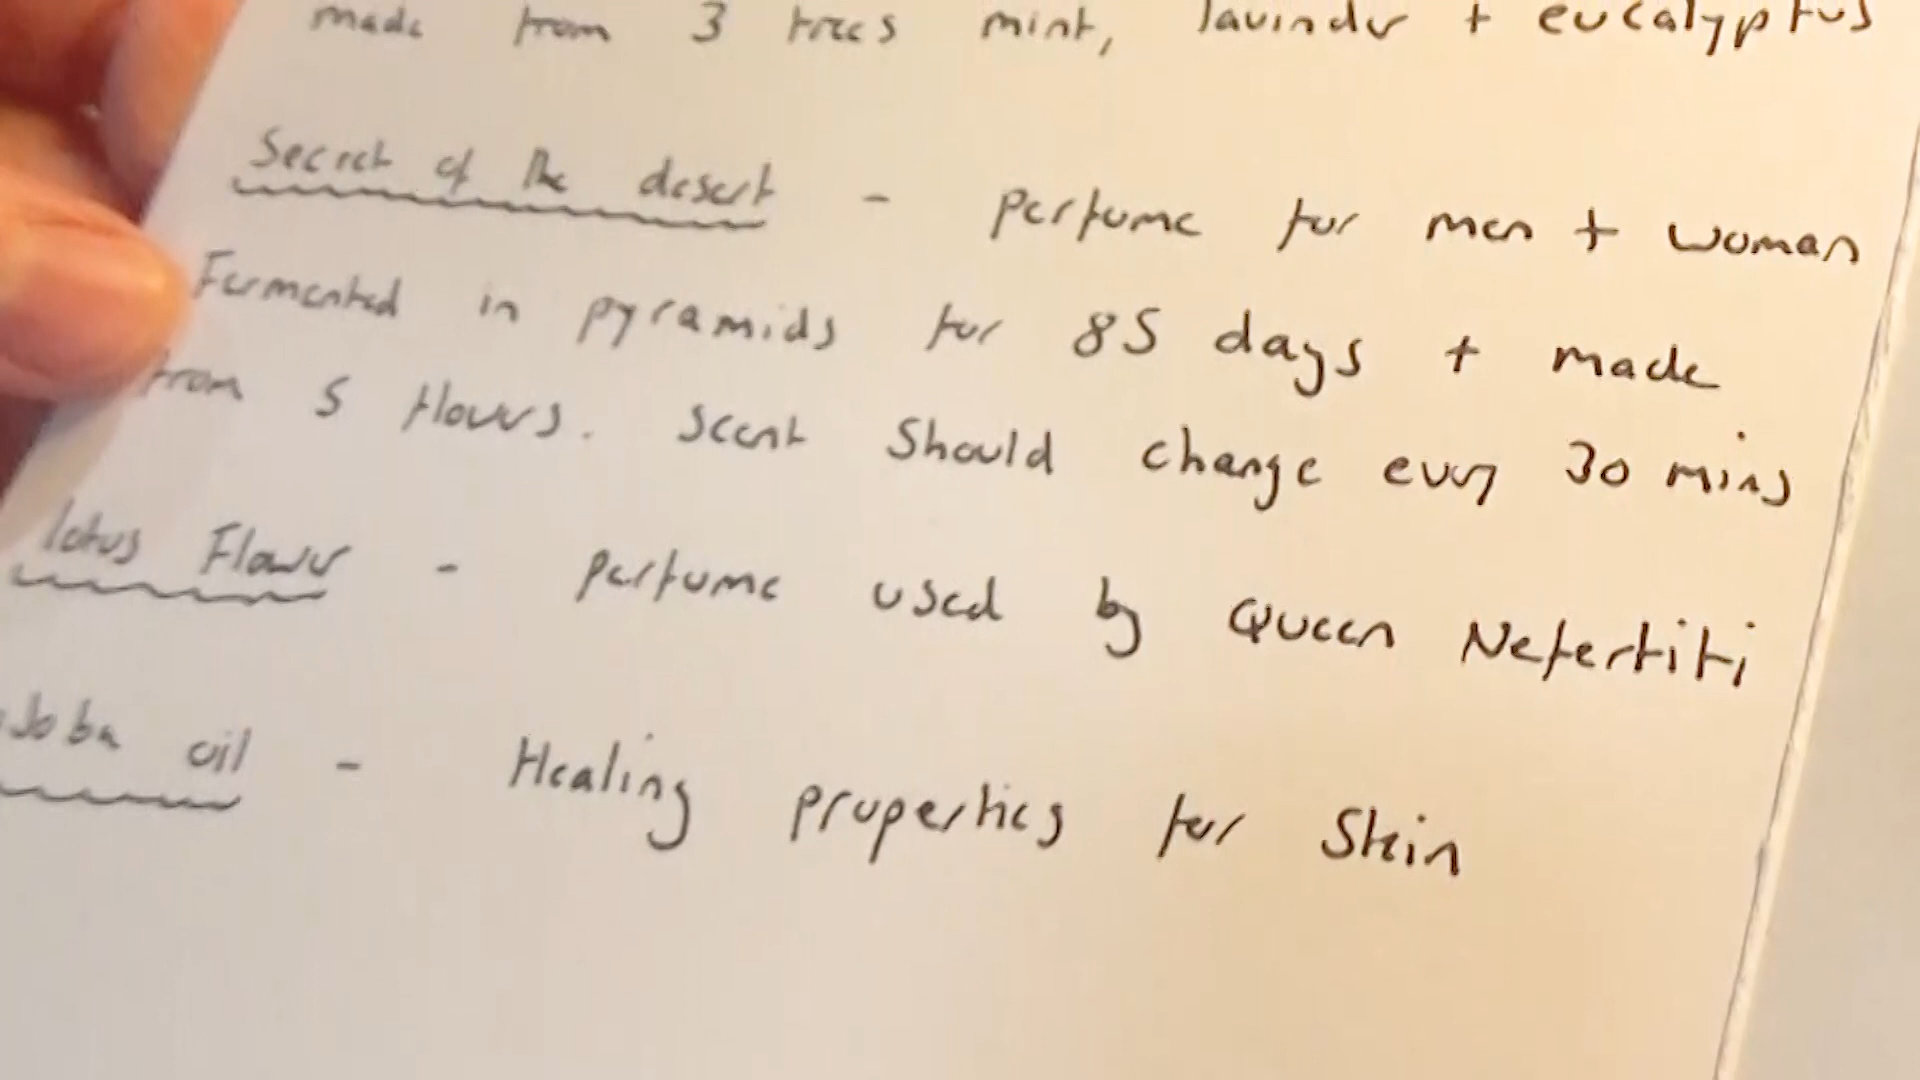 made from 3 trees mint, lavinder + eucalyptus
Secret of the desert - perfume for men + woman
Fermented in pyramids for 85 days + made
from 5 flowers. Scent should change every 30 mins
lotus Flower - perfume used by Queen Nefertiti
oil - Healing properties for Skin